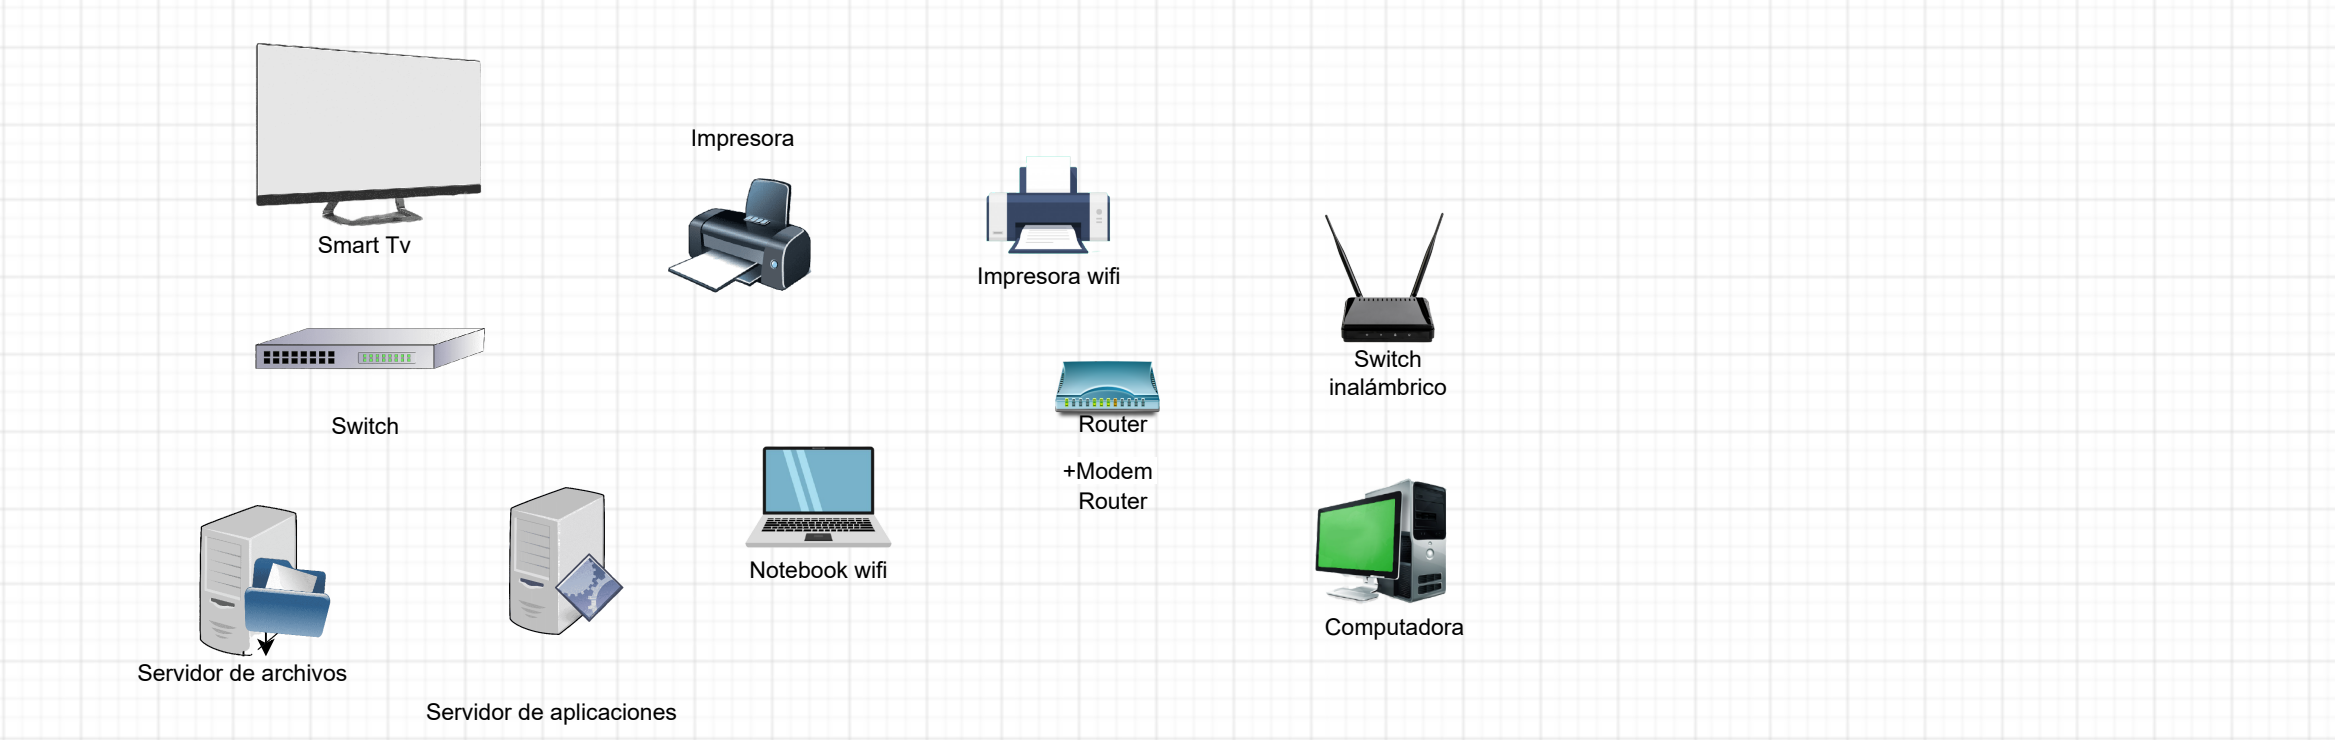 Impresora
Smart Tv
Impresora wifi
Switch
inalámbrico
Switch
Router
+Modem
Router
Notebook wifi
Computadora
Servidor de archivos
Servidor de aplicaciones